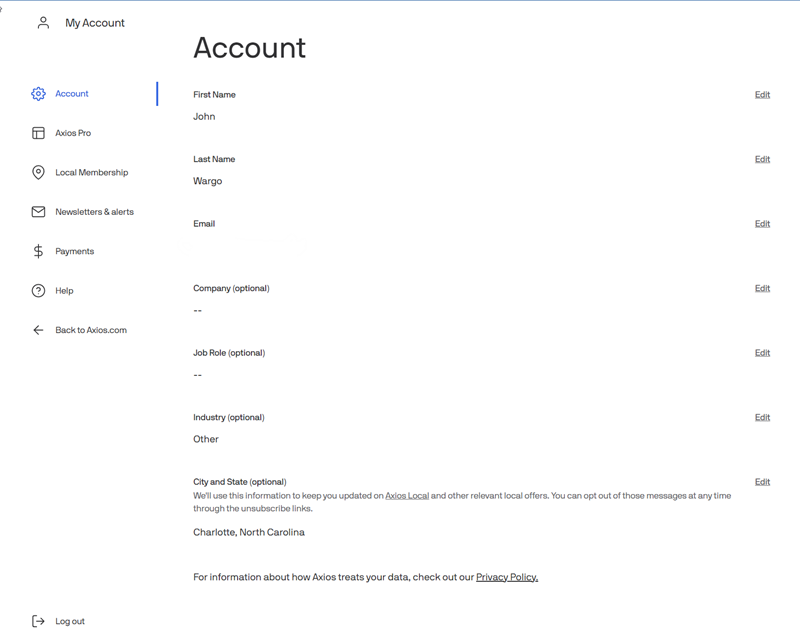 My Account
Account
Account
Axios Pro
Local Membership
Newsletters & alerts
Payments
Help
Back to Axios.com
Log out
First Name
Edit
John
Last Name
Edit
Wargo
Email
Edit
Company (optional)
Edit
--
Job Role (optional)
Edit
--
Industry (optional)
Edit
Other
City and State (optional)
Edit
We'll use this information to keep you updated on Axios Local and other relevant local offers. You can opt out of those messages at any time
through the unsubscribe links.
Charlotte, North Carolina
For information about how Axios treats your data, check out our Privacy Policy.